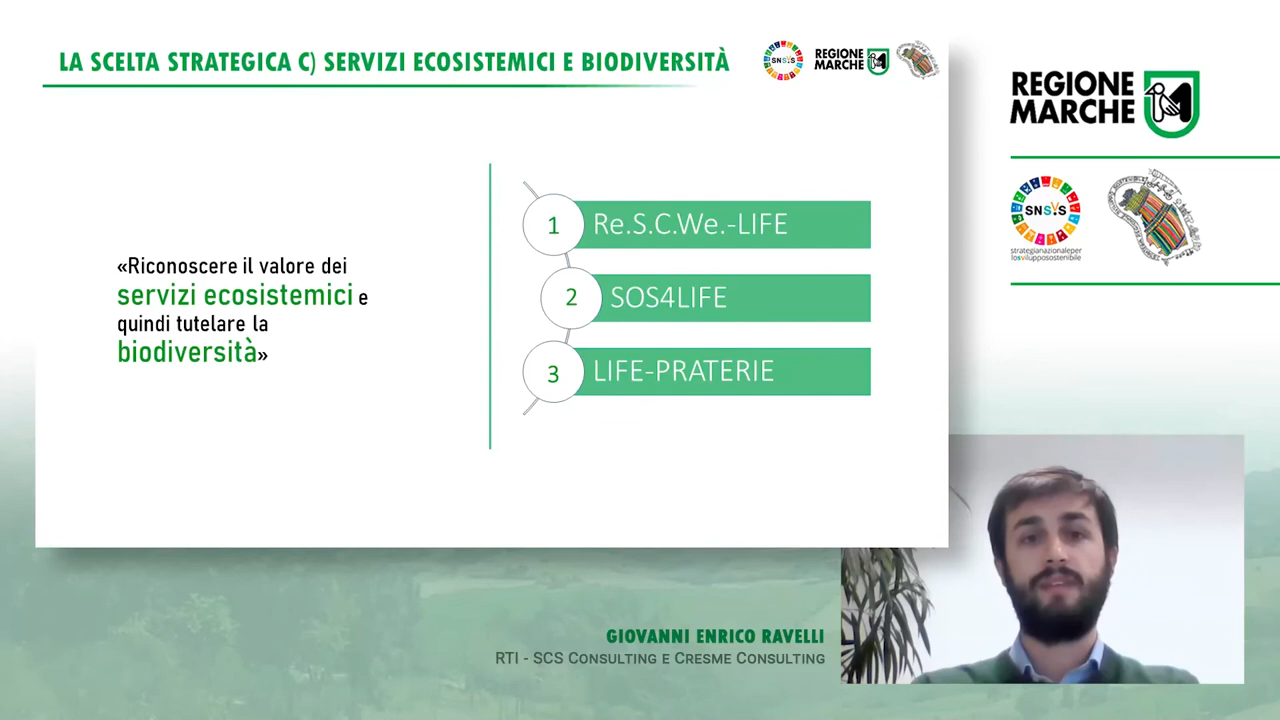 LA SCELTA STRATEGICA C) SERVIZI ECOSISTEMICI E BIODIVERSITÀ
SNSVS
REGIONE
MARCHE
REGIONE
MARCHE
SNSVS
strategianazionaleper
losviluppososostenibile
«Riconoscere il valore dei
servizi ecosistemici e
quindi tutelare la
biodiversità»
1 Re.S.C.We.-LIFE
2 SOS4LIFE
3 LIFE-PRATERIE
GIOVANNI ENRICO RAVELLI
RTI - SCS CONSULTING E CRESME CONSULTING